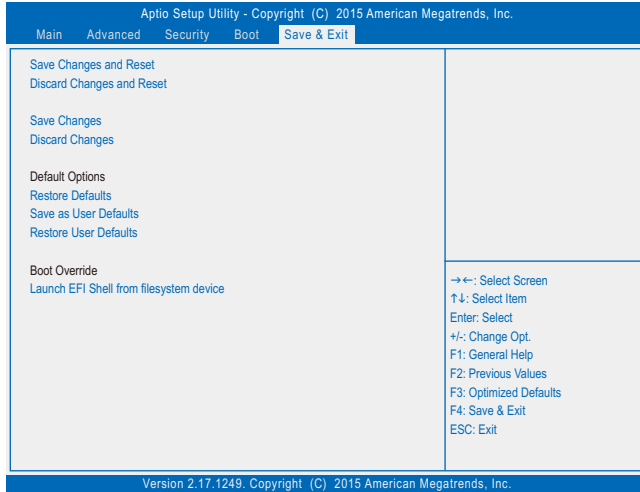 Aptio Setup Utility - Copyright (C) 2015 American Megatrends, Inc.
Main Advanced Security Boot Save & Exit
Save Changes and Reset
Discard Changes and Reset
Save Changes
Discard Changes
Default Options
Restore Defaults
Save as User Defaults
Restore User Defaults
Boot Override
Launch EFI Shell from filesystem device
→←: Select Screen
↑↓: Select Item
Enter: Select
+/-: Change Opt.
F1: General Help
F2: Previous Values
F3: Optimized Defaults
F4: Save & Exit
ESC: Exit
Version 2.17.1249. Copyright (C) 2015 American Megatrends, Inc.